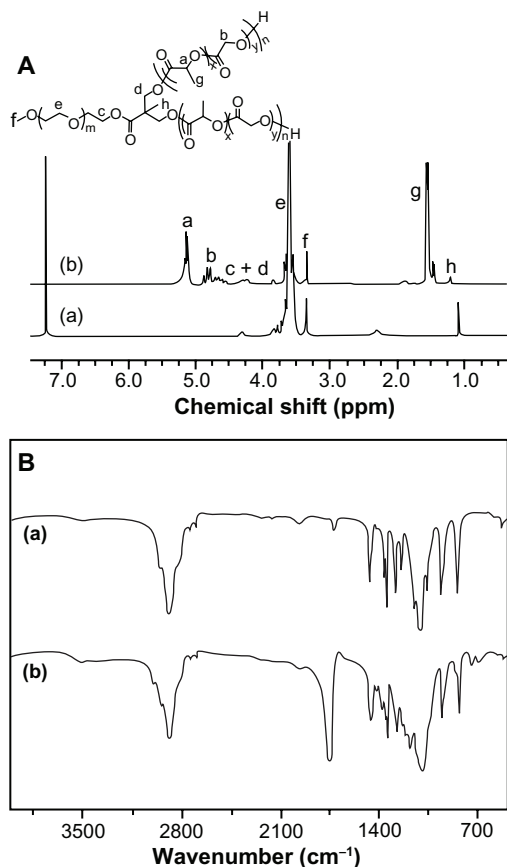 A
H
b
O
y n
O
a
O
x
O
O
g
d
O
e
c
h
f
O
O
m
O
O
O
O
O
x
O
O
y n
H
e
g
a
f
(b)
b
c + d
h
(a)
7.0 6.0 5.0 4.0 3.0 2.0 1.0
Chemical shift (ppm)
B
(a)
(b)
3500 2800 2100 1400 700
Wavenumber (cm⁻¹)